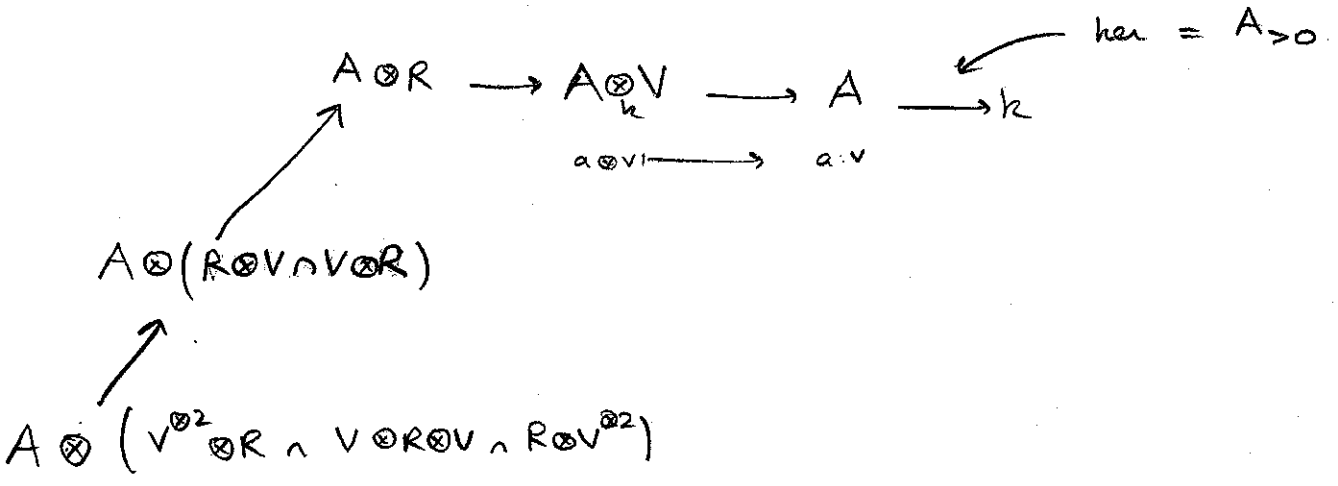 ker = A_{>0}
A⊗R → A⊗_k V → A → k
a⊗v ↦ a·v
A⊗(R⊗V∩V⊗R)
A⊗(V^{⊗2}⊗R ∩ V⊗R⊗V ∩ R⊗V^{⊗2})